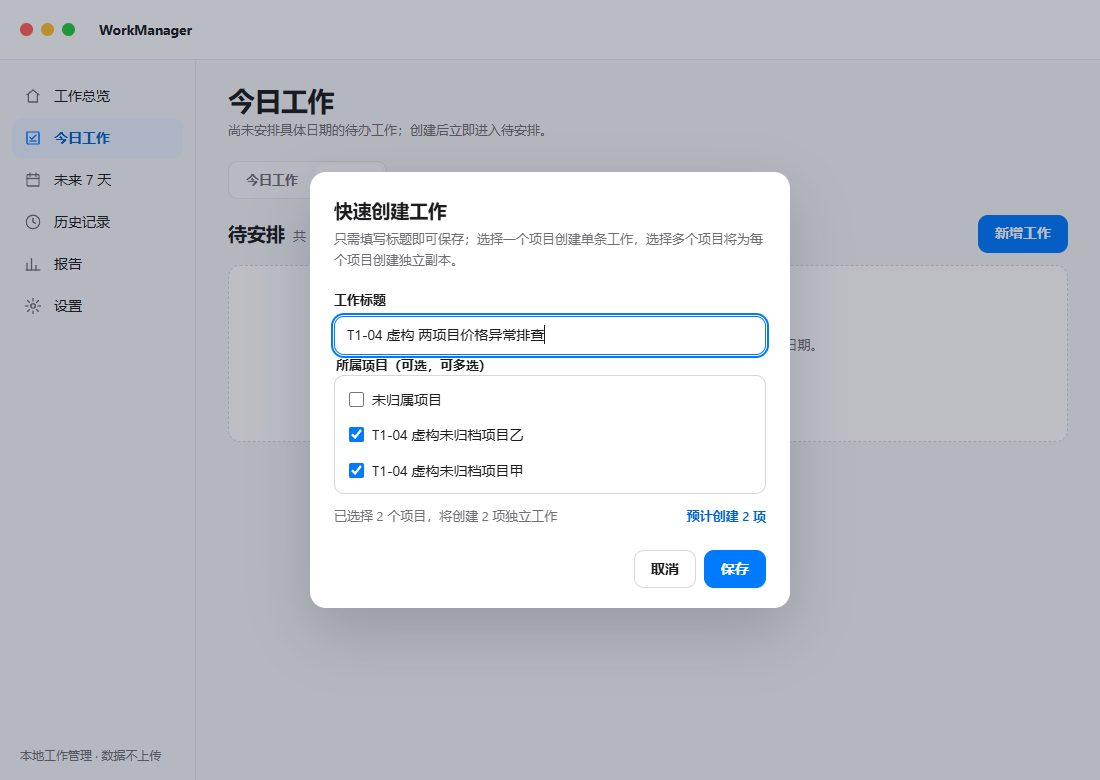 WorkManager
工作总览
今日工作
未来 7 天
历史记录
报告
设置
本地工作管理 · 数据不上传
今日工作
尚未安排具体日期的待办工作；创建后立即进入待安排。
今日工作
待安排 共
新增工作
日期。
快速创建工作
只需填写标题即可保存；选择一个项目创建单条工作，选择多个项目将为每
个项目创建独立副本。
工作标题
T1-04 虚构 两项目价格异常排查
所属项目（可选，可多选）
未归属项目
T1-04 虚构未归档项目乙
T1-04 虚构未归档项目甲
已选择 2 个项目，将创建 2 项独立工作
预计创建 2 项
取消
保存